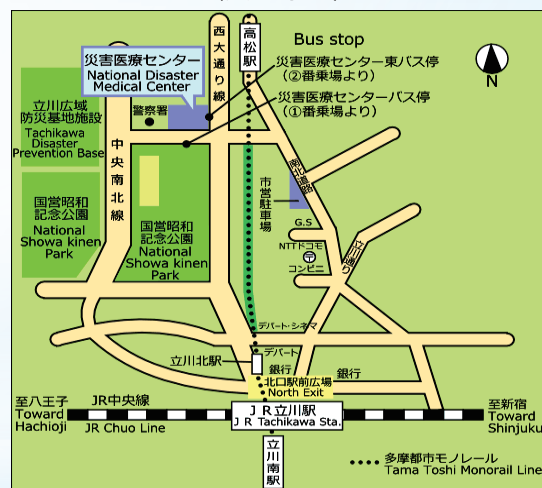 西大通り線
高松駅
Bus stop
災害医療センター
National Disaster
Medical Center
災害医療センター東バス停
(②番乗場より)
災害医療センターバス停
(①番乗場より)
N
立川広域
防災基地施設
Tachikawa
Disaster
Prevention Base
警察署
中央南北線
南北道路
市営駐車場
国営昭和
記念公園
National
Showa kinen
Park
国営昭和
記念公園
National
Showa kinen
Park
G.S
NTTドコモ
コンビニ
立川通り
デパート・シネマ
デパート
立川北駅
銀行
銀行
北口駅前広場
North Exit
至八王子
Toward
Hachioji
JR中央線
JR Chuo Line
JR立川駅
JR Tachikawa Sta.
至新宿
Toward
Shinjuku
立川南駅
多摩都市モノレール
Tama Toshi Monorail Line